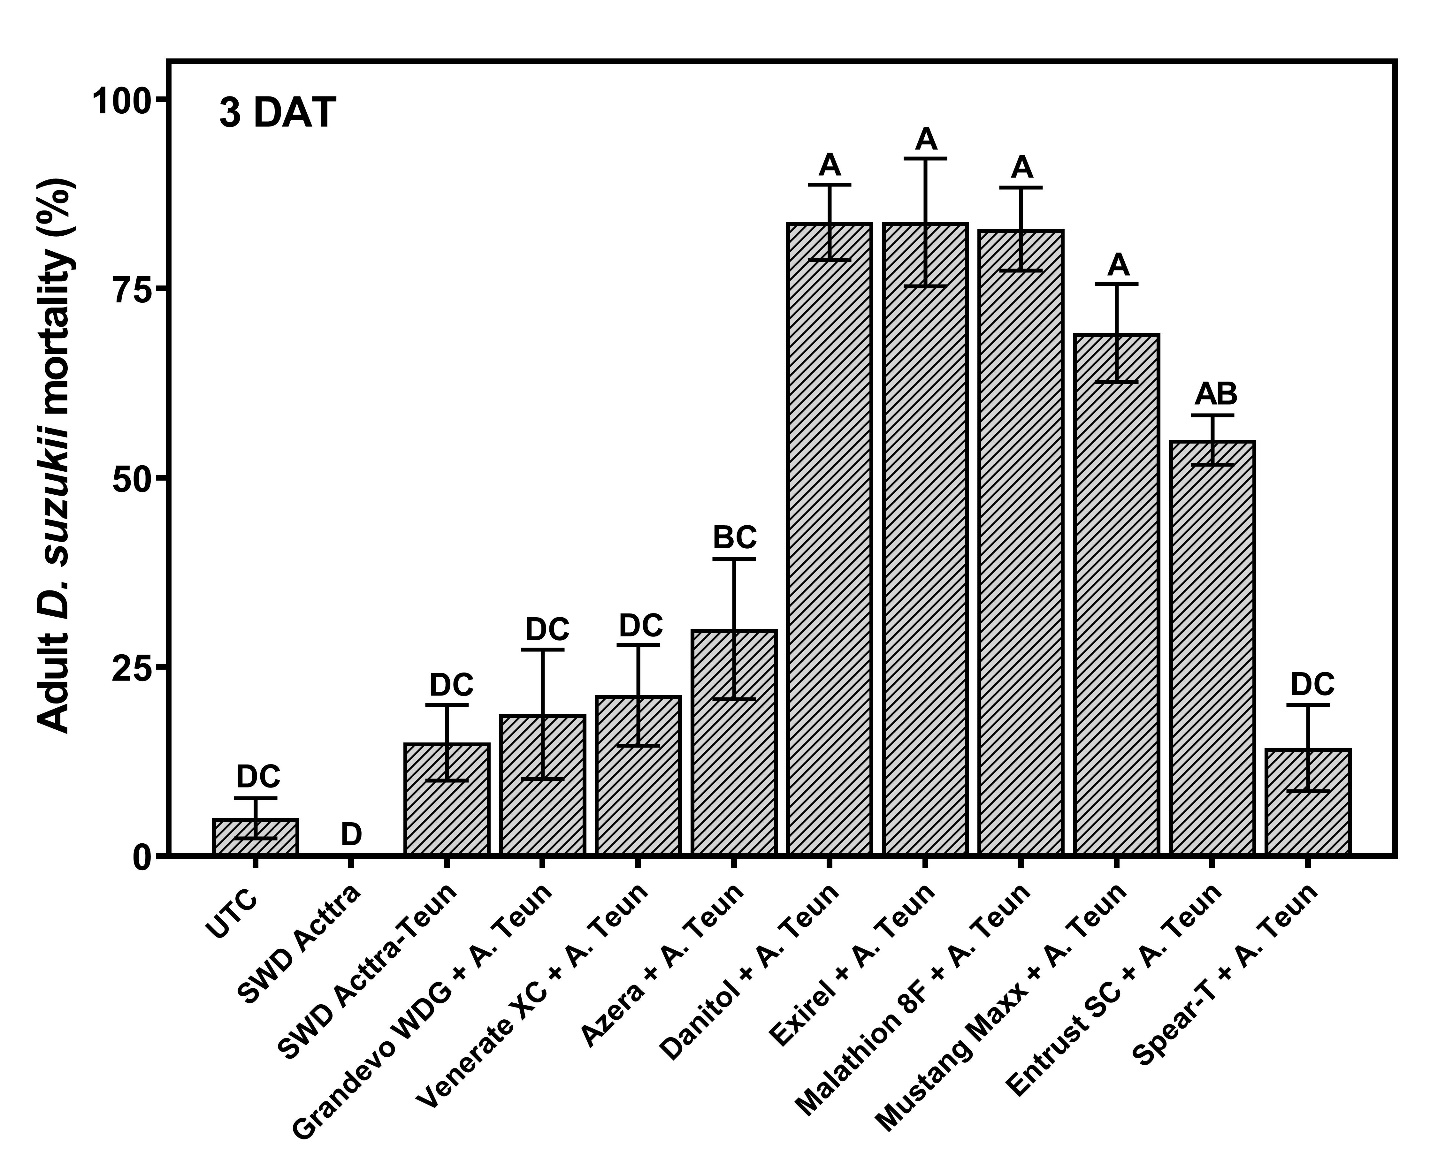 3 DAT
Adult D. suzukii mortality (%)
100
75
50
25
0
DC
D
DC
DC
DC
BC
A
A
A
A
AB
DC
UTC
SWD Acttra
SWD Acttra-Teun
Grandevo WDG + A. Teun
Venerate XC + A. Teun
Azera + A. Teun
Danitol + A. Teun
Exirel + A. Teun
Malathion 8F + A. Teun
Mustang Maxx + A. Teun
Entrust SC + A. Teun
Spear-T + A. Teun